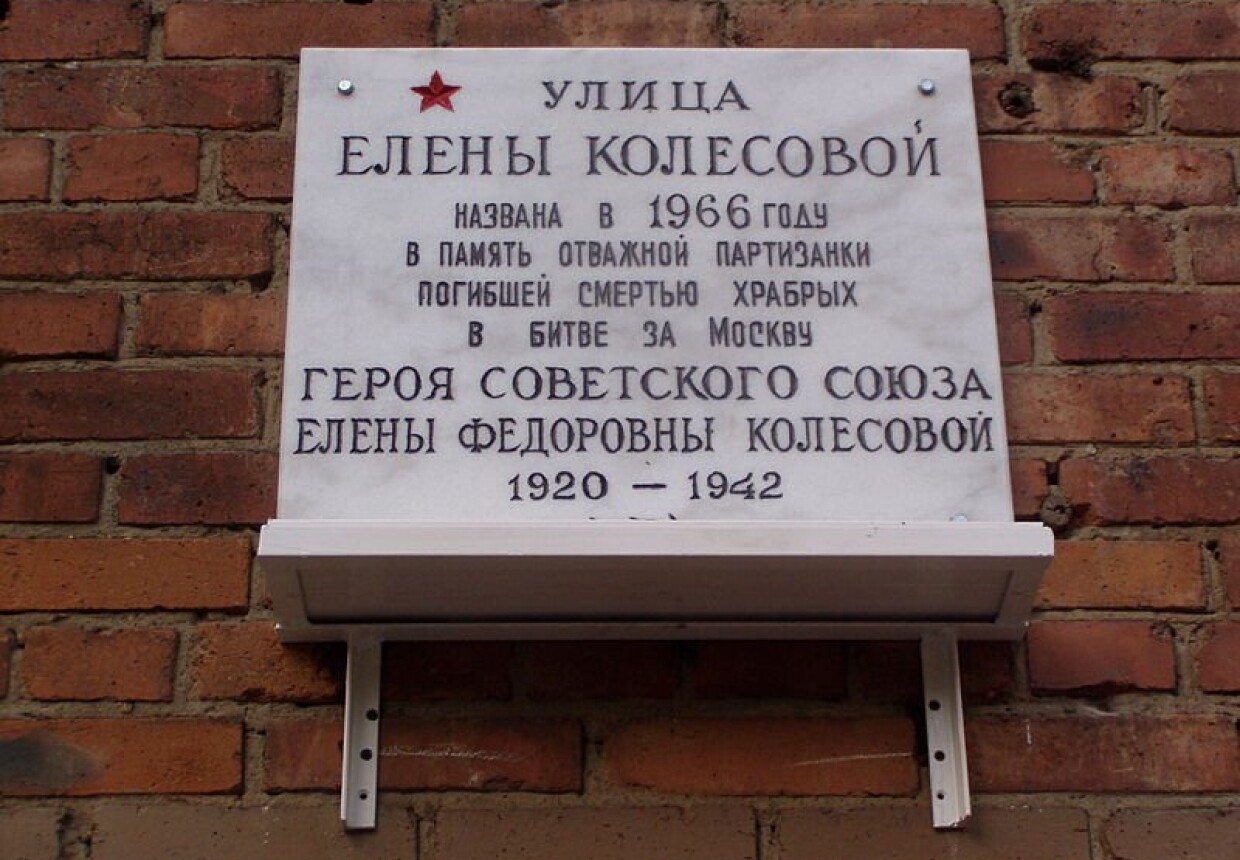 УЛИЦА
ЕЛЕНЫ КОЛЕСОВОЙ
НАЗВАНА В 1966 ГОДУ
В ПАМЯТЬ ОТВАЖНОЙ ПАРТИЗАНКИ
ПОГИБШЕЙ СМЕРТЬЮ ХРАБРЫХ
В БИТВЕ ЗА МОСКВУ
ГЕРОЯ СОВЕТСКОГО СОЮЗА
ЕЛЕНЫ ФЕДОРОВНЫ КОЛЕСОВОЙ
1920 — 1942